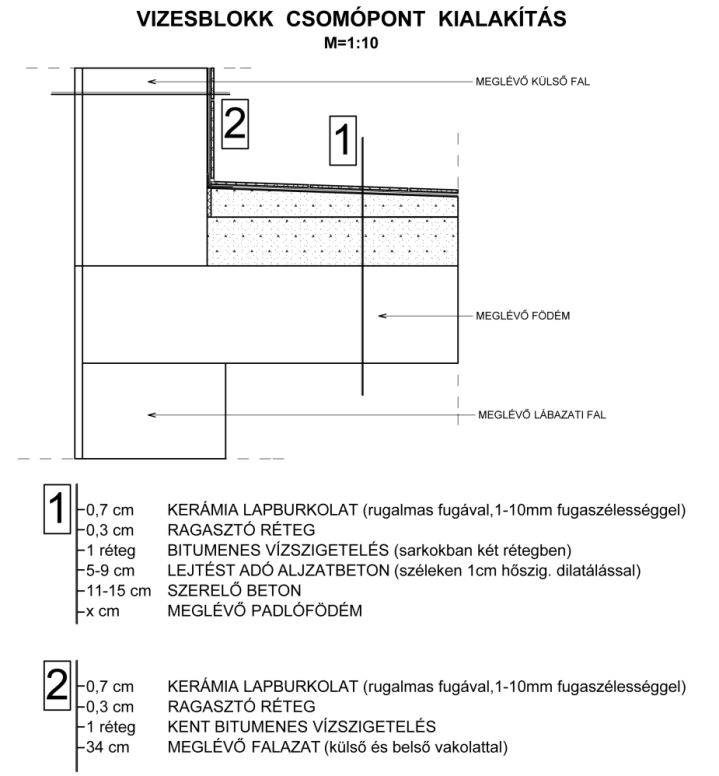 VIZESBLOKK CSOMÓPONT KIALAKÍTÁS
M=1:10
MEGLÉVŐ KÜLSŐ FAL
2
1
MEGLÉVŐ FÖDÉM
MEGLÉVŐ LÁBAZATI FAL
1
0,7 cm KERÁMIA LAPBURKOLAT (rugalmas fugával,1-10mm fugaszélességgel)
0,3 cm RAGASZTÓ RÉTEG
1 réteg BITUMENES VÍZSZIGETELÉS (sarkokban két rétegben)
5-9 cm LEJTÉST ADÓ ALJZATBETON (széleken 1cm hőszig. dilatálással)
11-15 cm SZERELŐ BETON
x cm MEGLÉVŐ PADLÓFÖDÉM
2
0,7 cm KERÁMIA LAPBURKOLAT (rugalmas fugával,1-10mm fugaszélességgel)
0,3 cm RAGASZTÓ RÉTEG
1 réteg KENT BITUMENES VÍZSZIGETELÉS
34 cm MEGLÉVŐ FALAZAT (külső és belső vakolattal)